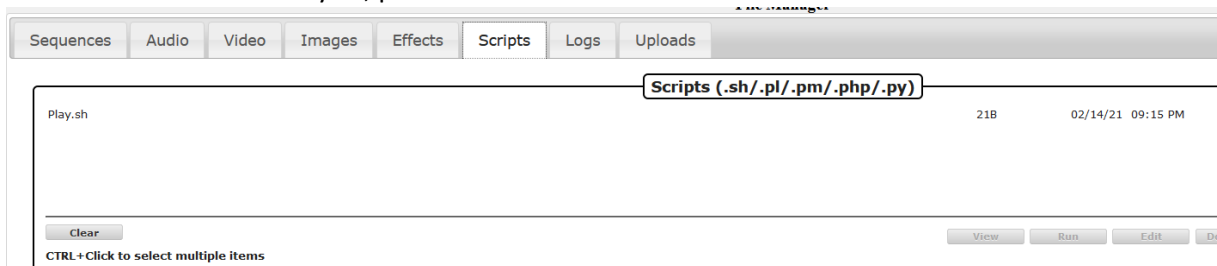 Sequences Audio Video Images Effects Scripts Logs Uploads
Scripts (.sh/.pl/.pm/.php/.py)
Play.sh 21B 02/14/21 09:15 PM
Clear View Run Edit
CTRL+Click to select multiple items